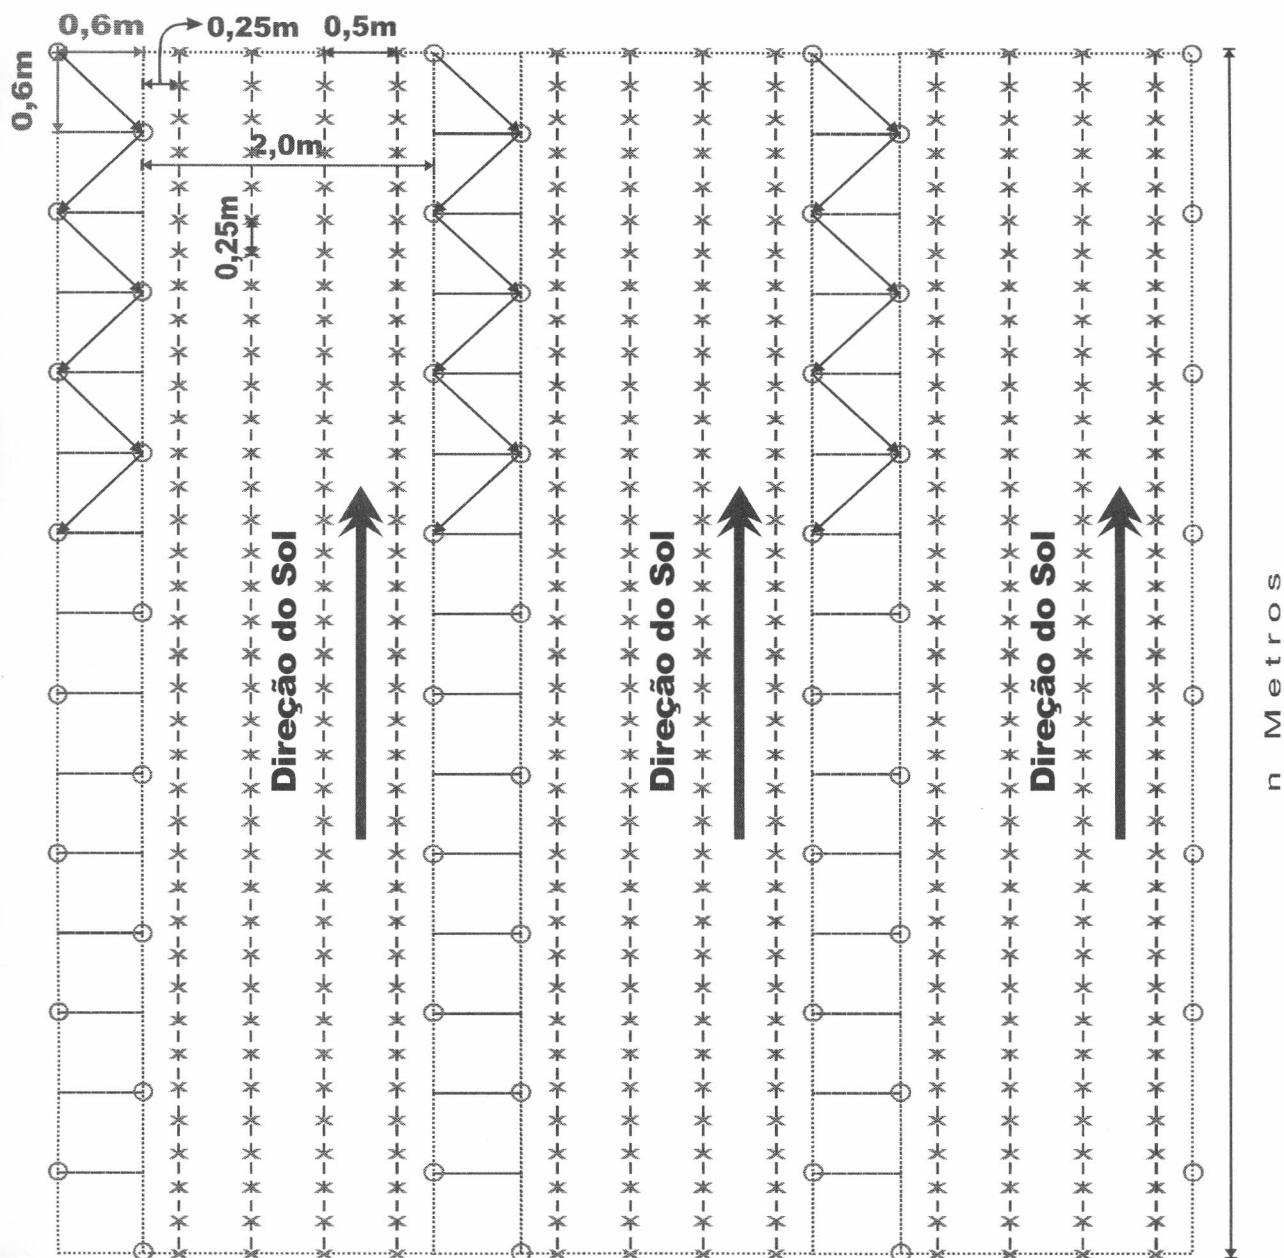 0,6m
0,25m
0,5m
0,6m
2,0m
0,25m
Direção do Sol
Direção do Sol
Direção do Sol
n Metros